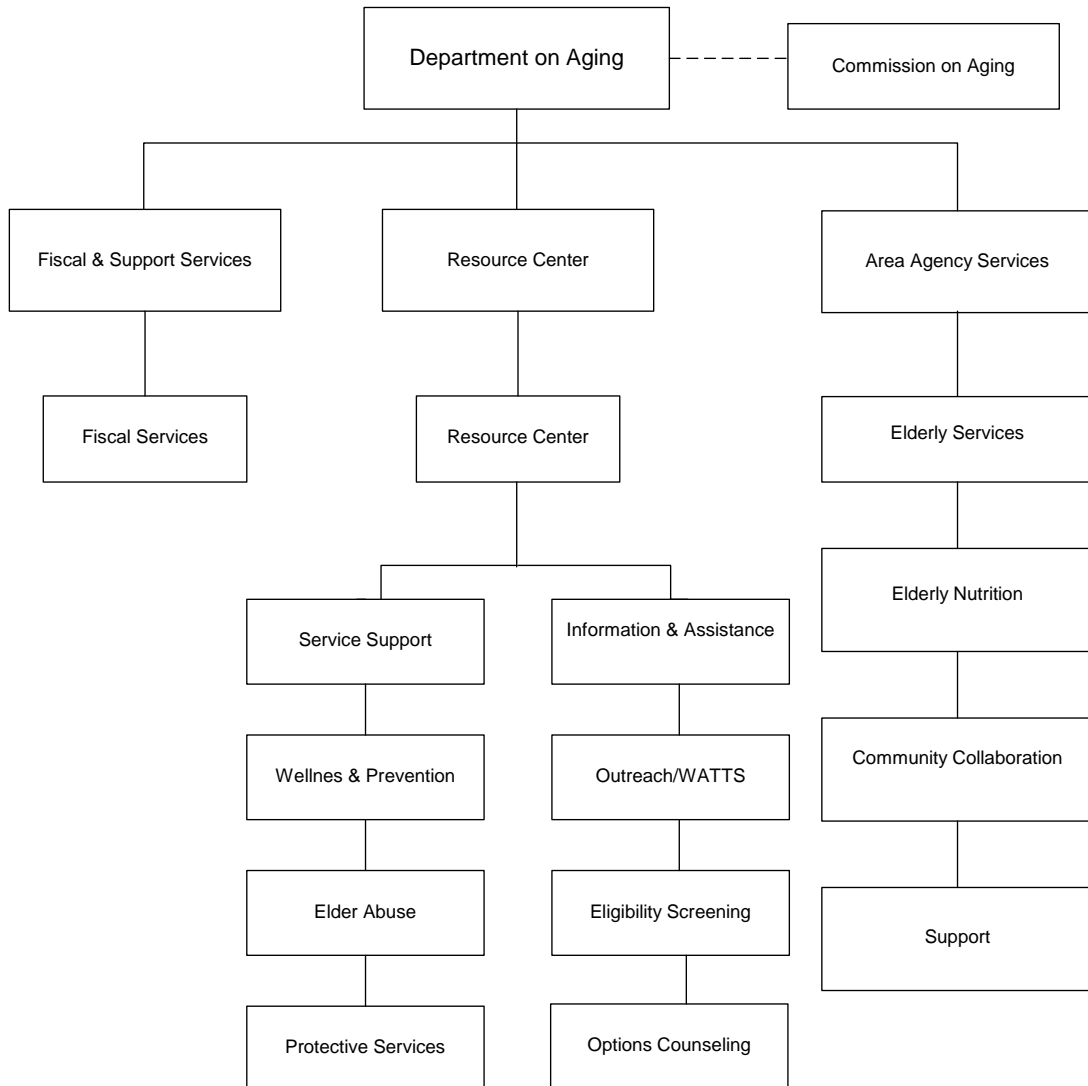 Department on Aging
Commission on Aging
Fiscal & Support Services
Resource Center
Area Agency Services
Fiscal Services
Resource Center
Elderly Services
Elderly Nutrition
Service Support
Information & Assistance
Community Collaboration
Wellnes & Prevention
Outreach/WATTS
Elder Abuse
Eligibility Screening
Support
Protective Services
Options Counseling